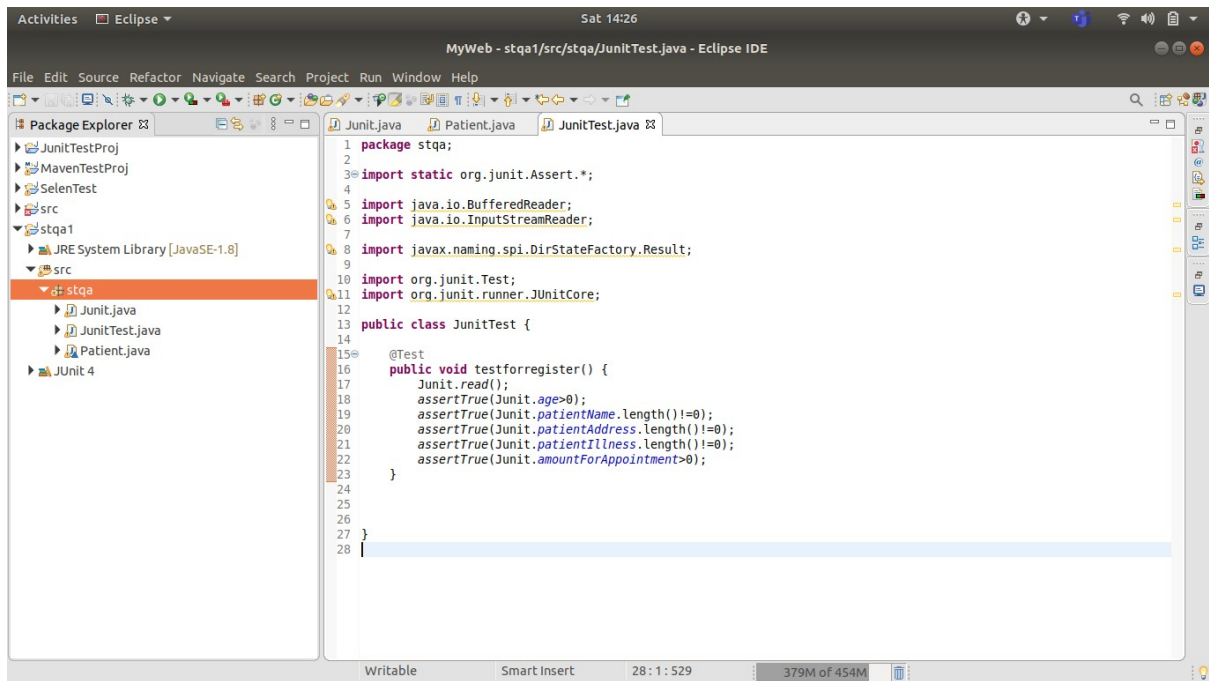 Activities Eclipse Sat 14:26
MyWeb - stqa1/src/stqa/JunitTest.java - Eclipse IDE
File Edit Source Refactor Navigate Search Project Run Window Help
Package Explorer
JunitTestProj
MavenTestProj
SelenTest
src
stqa1
JRE System Library [JavaSE-1.8]
src
stqa
Junit.java
JunitTest.java
Patient.java
JUnit 4
Junit.java Patient.java JunitTest.java
1 package stqa;
2
3 import static org.junit.Assert.*;
4
5 import java.io.BufferedReader;
6 import java.io.InputStreamReader;
7
8 import javax.naming.spi.DirStateFactory.Result;
9
10 import org.junit.Test;
11 import org.junit.runner.JUnitCore;
12
13 public class JunitTest {
14
15 @Test
16 public void testforregister() {
17 Junit.read();
18 assertTrue(Junit.age>0);
19 assertTrue(Junit.patientName.length()!=0);
20 assertTrue(Junit.patientAddress.length()!=0);
21 assertTrue(Junit.patientIllness.length()!=0);
22 assertTrue(Junit.amountForAppointment>0);
23 }
24
25
26
27 }
28
Writable Smart Insert 28:1:529 379M of 454M